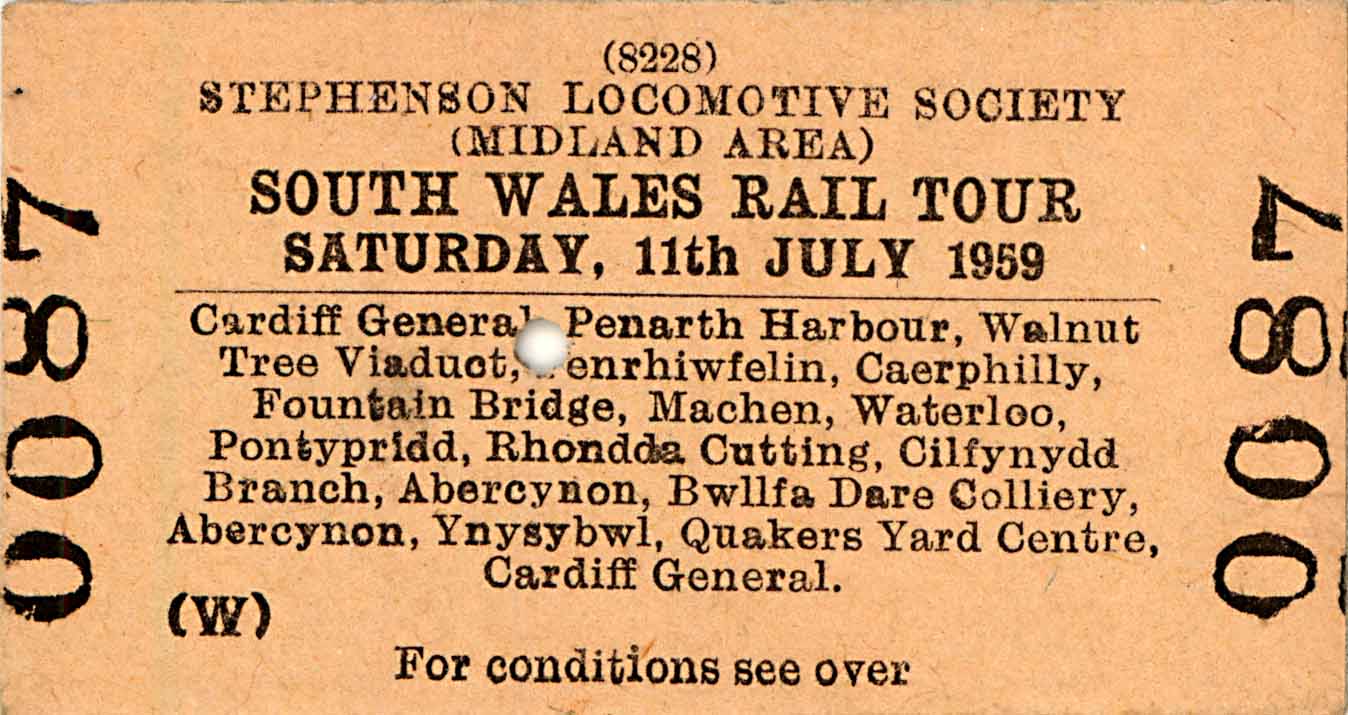 (8228)
STEPHENSON LOCOMOTIVE SOCIETY
(MIDLAND AREA)
SOUTH WALES RAIL TOUR
SATURDAY, 11th JULY 1959
Cardiff General, Penarth Harbour, Walnut
Tree Viaduct, Penrhiwfelin, Caerphilly,
Fountain Bridge, Machen, Waterloo,
Pontypridd, Rhondda Cutting, Cilfynydd
Branch, Abercynon, Bwllfa Dare Colliery,
Abercynon, Ynysybwl, Quakers Yard Centre,
Cardiff General.
(W)
For conditions see over
0087
0087